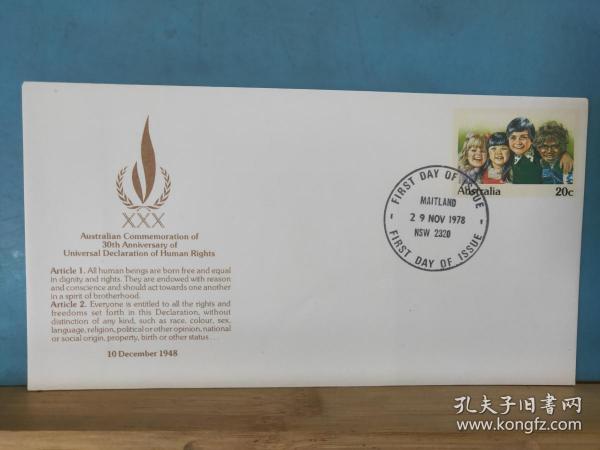 XXX
Australian Commemoration of
30th Anniversary of
Universal Declaration of Human Rights
Article 1. All human beings are born free and equal
in dignity and rights. They are endowed with reason
and conscience and should act towards one another
in a spirit of brotherhood.
Article 2. Everyone is entitled to all the rights and
freedoms set forth in this Declaration, without
distinction of any kind, such as race, colour, sex,
language, religion, political or other opinion, national
or social origin, property, birth or other status . . .
10 December 1948
Australia 20c
FIRST DAY OF ISSUE
MAITLAND
29 NOV 1978
NSW 2320
FIRST DAY OF ISSUE
孔夫子旧書网
www.kongfz.com